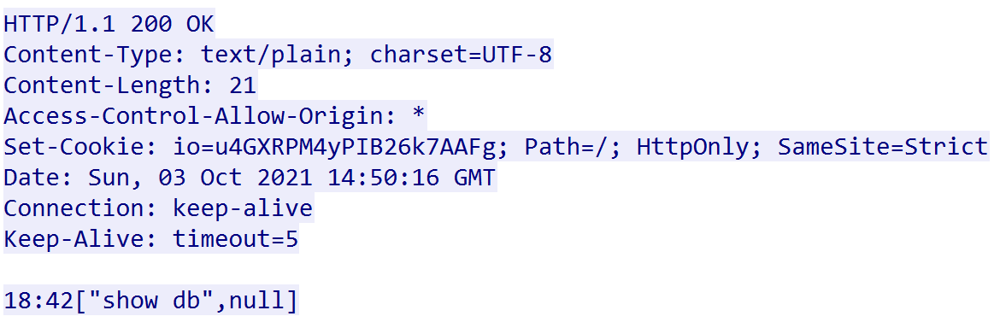 HTTP/1.1 200 OK
Content-Type: text/plain; charset=UTF-8
Content-Length: 21
Access-Control-Allow-Origin: *
Set-Cookie: io=u4GXRPM4yPIB26k7AAFg; Path=/; HttpOnly; SameSite=Strict
Date: Sun, 03 Oct 2021 14:50:16 GMT
Connection: keep-alive
Keep-Alive: timeout=5

18:42["show db",null]